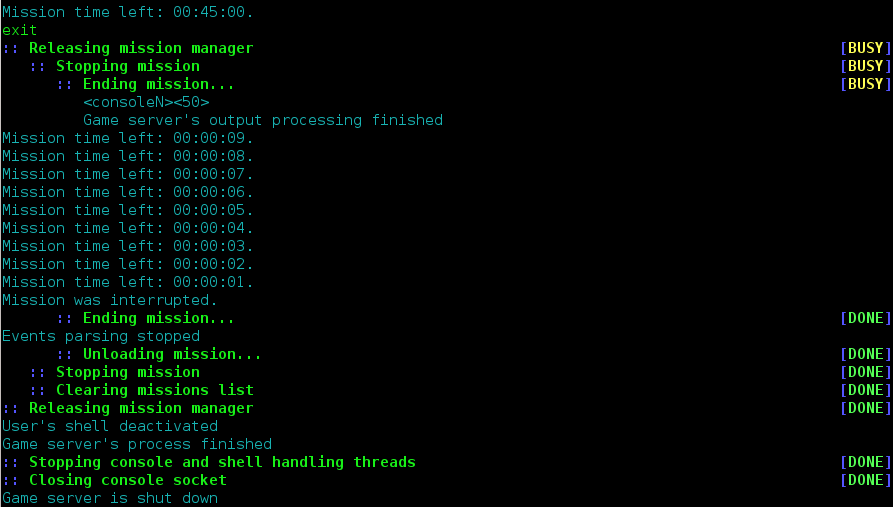 Mission time left: 00:45:00.
exit
:: Releasing mission manager [BUSY]
:: Stopping mission [BUSY]
:: Ending mission... [BUSY]
<consoleN><50>
Game server's output processing finished
Mission time left: 00:00:09.
Mission time left: 00:00:08.
Mission time left: 00:00:07.
Mission time left: 00:00:06.
Mission time left: 00:00:05.
Mission time left: 00:00:04.
Mission time left: 00:00:03.
Mission time left: 00:00:02.
Mission time left: 00:00:01.
Mission was interrupted.
:: Ending mission... [DONE]
Events parsing stopped
:: Unloading mission... [DONE]
:: Stopping mission [DONE]
:: Clearing missions list [DONE]
:: Releasing mission manager [DONE]
User's shell deactivated
Game server's process finished
:: Stopping console and shell handling threads [DONE]
:: Closing console socket [DONE]
Game server is shut down